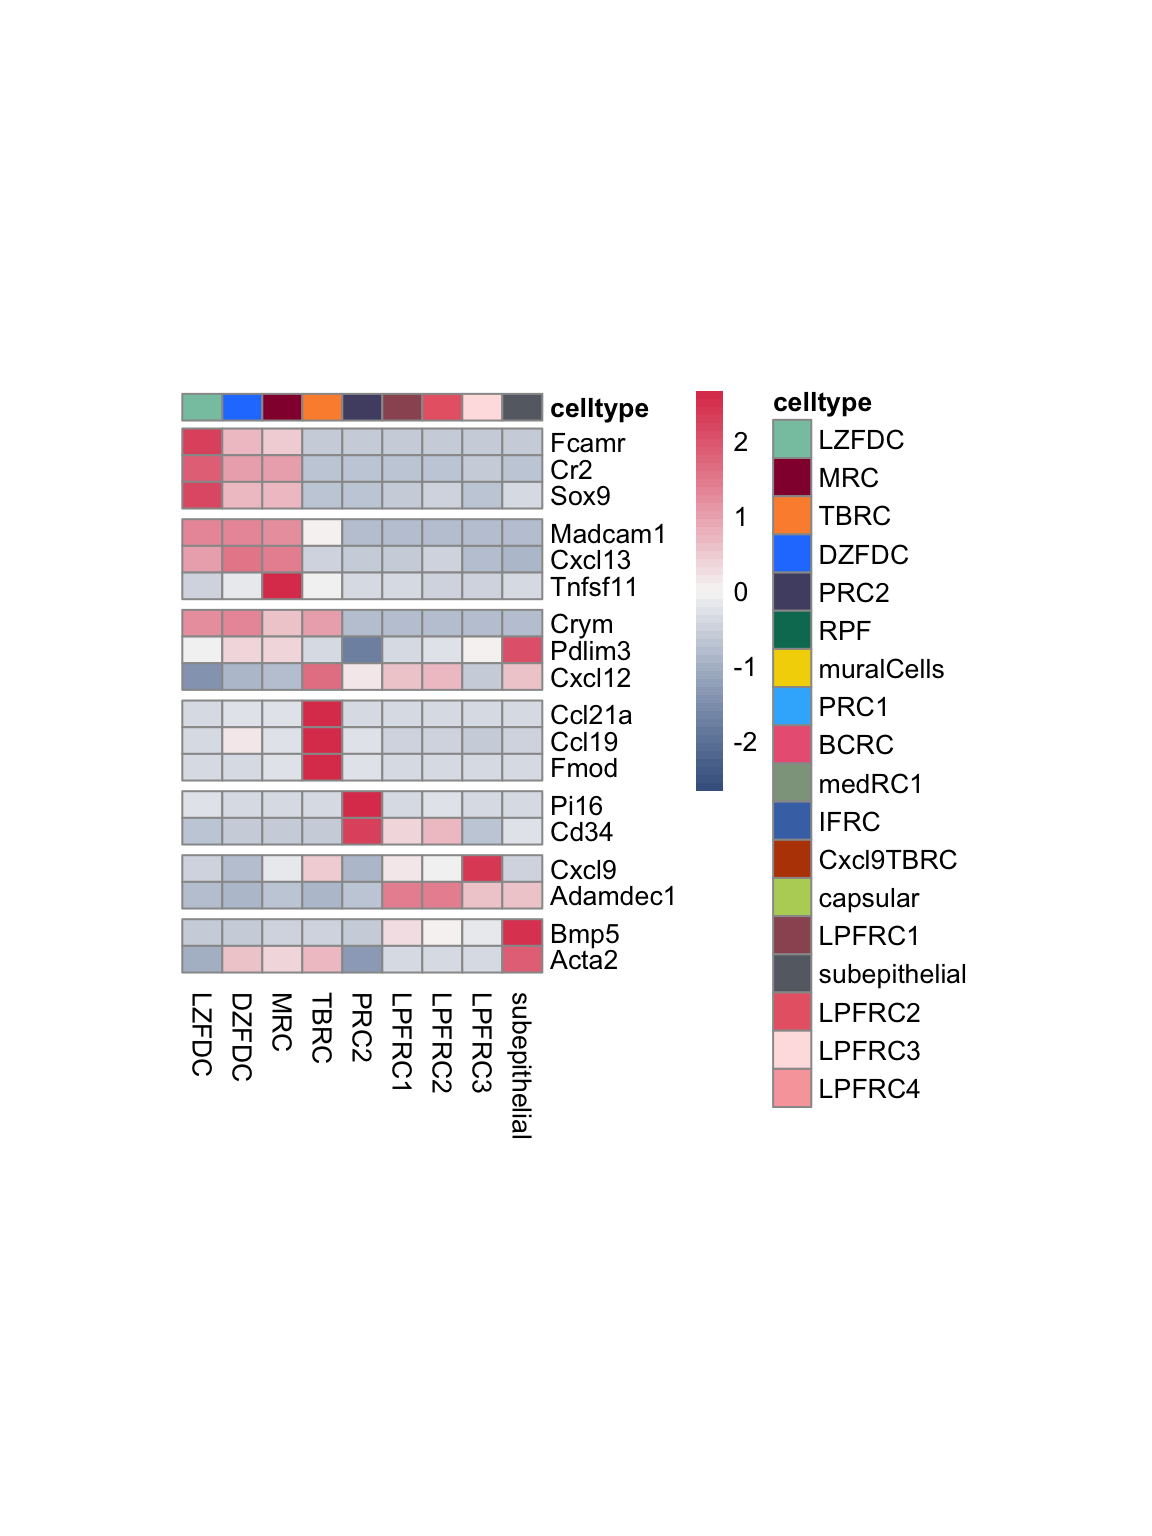 celltype
Fcamr
Cr2
Sox9
Madcam1
Cxcl13
Tnfsf11
Crym
Pdlim3
Cxcl12
Ccl21a
Ccl19
Fmod
Pi16
Cd34
Cxcl9
Adamdec1
Bmp5
Acta2
LZFDC
DZFDC
MRC
TBRC
PRC2
LPFRC1
LPFRC2
LPFRC3
subepithelial
2
1
0
-1
-2
celltype
LZFDC
MRC
TBRC
DZFDC
PRC2
RPF
muralCells
PRC1
BCRC
medRC1
IFRC
Cxcl9TBRC
capsular
LPFRC1
subepithelial
LPFRC2
LPFRC3
LPFRC4